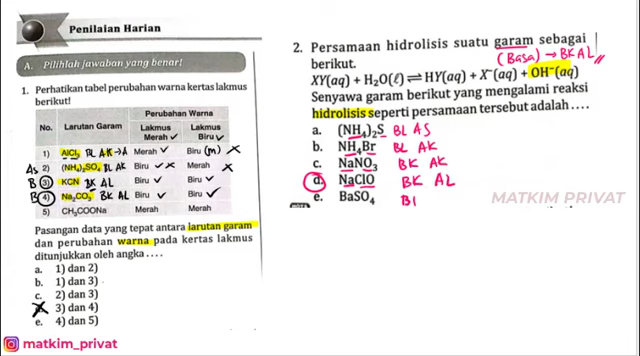 Penilaian Harian
A. Pilihlah jawaban yang benar!
1. Perhatikan tabel perubahan warna kertas lakmus
berikut!
No. Larutan Garam Perubahan Warna
Lakmus Merah Lakmus Biru
1) AlCl₃ BL AK → A Merah ✓ Biru (m) ✗
As 2) (NH₄)₂SO₄ BL AK Biru ✓✗ Merah ✗
B 3) KCN BK AL Biru ✓ Biru ✓
B 4) Na₂CO₃ BK AL Biru ✓ Biru ✓
5) CH₃COONa Merah Merah
Pasangan data yang tepat antara larutan garam
dan perubahan warna pada kertas lakmus
ditunjukkan oleh angka . . . .
a. 1) dan 2)
b. 1) dan 3)
c. 2) dan 3)
d. 3) dan 4)
e. 4) dan 5)
2. Persamaan hidrolisis suatu garam sebagai
berikut. (Basa) → BK AL
XY(aq) + H₂O(ℓ) ⇌ HY(aq) + X⁻(aq) + OH⁻(aq)
Senyawa garam berikut yang mengalami reaksi
hidrolisis seperti persamaan tersebut adalah . . . .
a. (NH₄)₂S BL AS
b. NH₄Br BL AK
c. NaNO₃ BK AK
d. NaClO BK AL
e. BaSO₄ B
MATKIM PRIVAT
matkim_privat